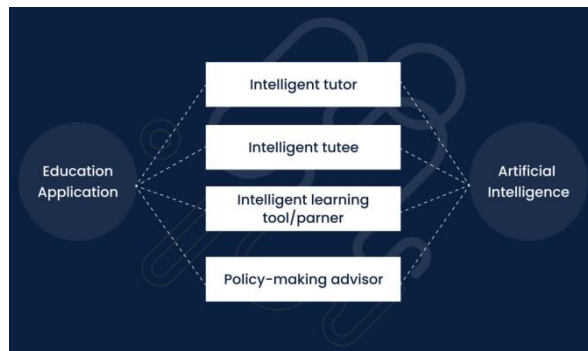 Intelligent tutor
Intelligent tutee
Education
Application
Intelligent learning
tool/parner
Artificial
Intelligence
Policy-making advisor